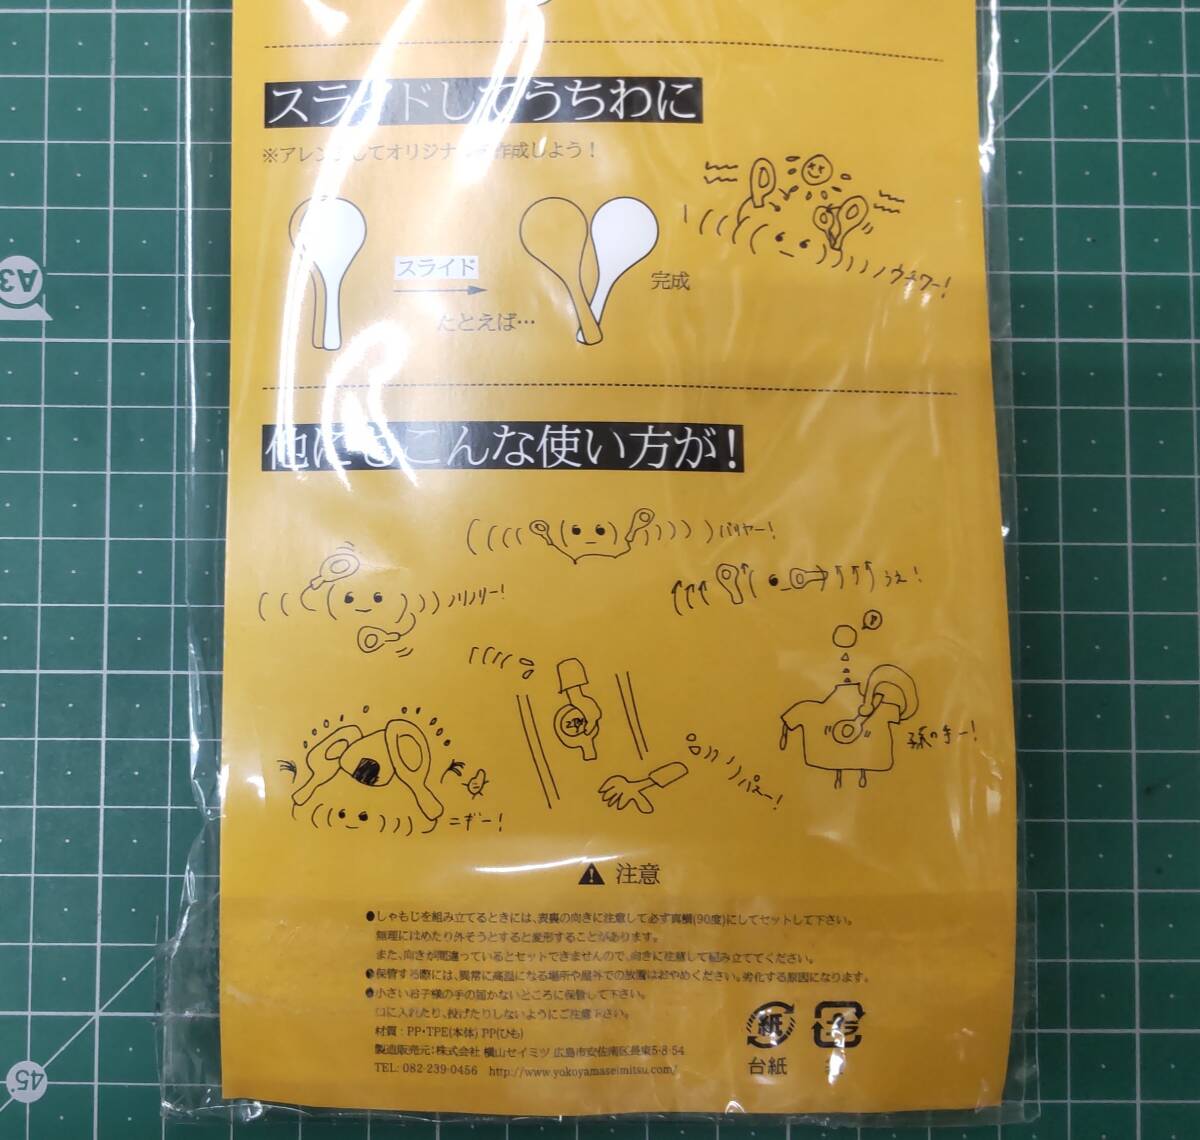 スライドしてうちわに
※アレンジしてオリジナルを作成しよう！
スライド
たとえば…
完成
ウチワー！
他にもこんな使い方が！
バリヤー！
ノリノリー！
うえ！
孫の手ー！
パスー！
ニギー！
注意
●しゃもじを組み立てるときには、表裏の向きに注意して必ず真横(90度)にしてセットして下さい。
無理にはめたり外そうとすると変形することがあります。
また、向きが間違っているとセットできませんので、向きに注意して組み立ててください。
●保管する際には、異常に高温になる場所や屋外での放置はおやめください。劣化する原因になります。
●小さいお子様の手の届かないところに保管して下さい。
口に入れたり、投げたりしないようにご注意下さい。
材質：PP・TPE(本体) PP(ひも)
製造販売元：株式会社 横山セイミツ 広島市安佐南区長束5-8-54
TEL: 082-239-0456 http://www.yokoyamaseimitsu.com/
紙
台紙
A3
45°